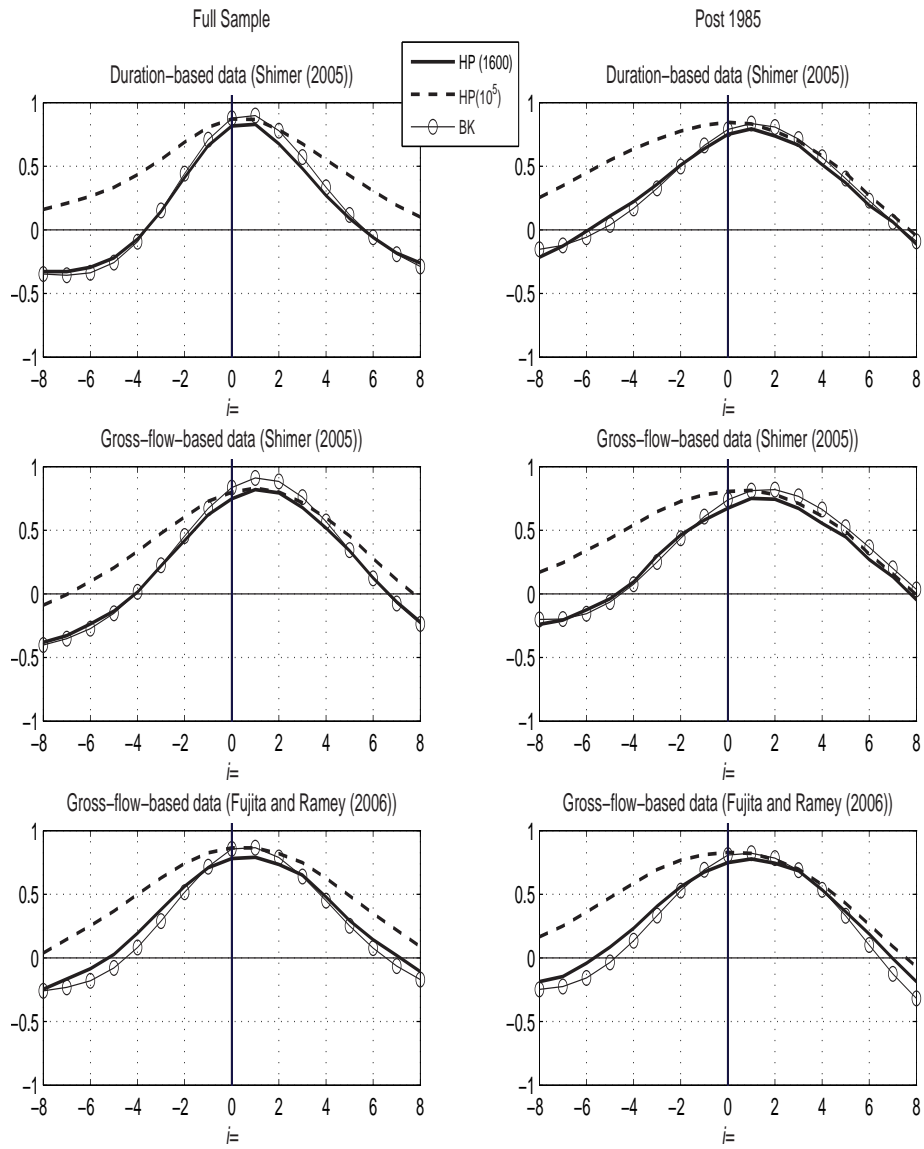 Full Sample
Post 1985
HP (1600)
HP(10^5)
BK
Duration−based data (Shimer (2005))
1
0.5
0
−0.5
−1
−8 −6 −4 −2 0 2 4 6 8
i=
Duration−based data (Shimer (2005))
1
0.5
0
−0.5
−1
−8 −6 −4 −2 0 2 4 6 8
i=
Gross−flow−based data (Shimer (2005))
1
0.5
0
−0.5
−1
−8 −6 −4 −2 0 2 4 6 8
i=
Gross−flow−based data (Shimer (2005))
1
0.5
0
−0.5
−1
−8 −6 −4 −2 0 2 4 6 8
i=
Gross−flow−based data (Fujita and Ramey (2006))
1
0.5
0
−0.5
−1
−8 −6 −4 −2 0 2 4 6 8
i=
Gross−flow−based data (Fujita and Ramey (2006))
1
0.5
0
−0.5
−1
−8 −6 −4 −2 0 2 4 6 8
i=